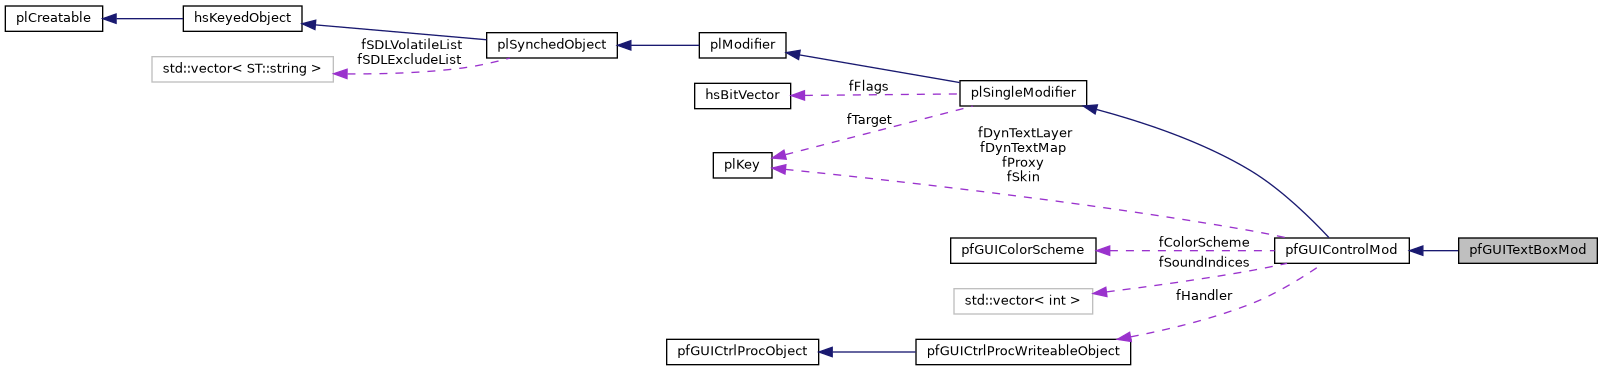 plCreatable
hsKeyedObject
fSDLVolatileList
fSDLExcludeList
plSynchedObject
plModifier
std::vector< ST::string >
fFlags
plSingleModifier
hsBitVector
fTarget
fDynTextLayer
fDynTextMap
fProxy
fSkin
plKey
pfGUIColorScheme
fColorScheme
pfGUIControlMod
pfGUITextBoxMod
fSoundIndices
std::vector< int >
fHandler
pfGUICtrlProcObject
pfGUICtrlProcWriteableObject